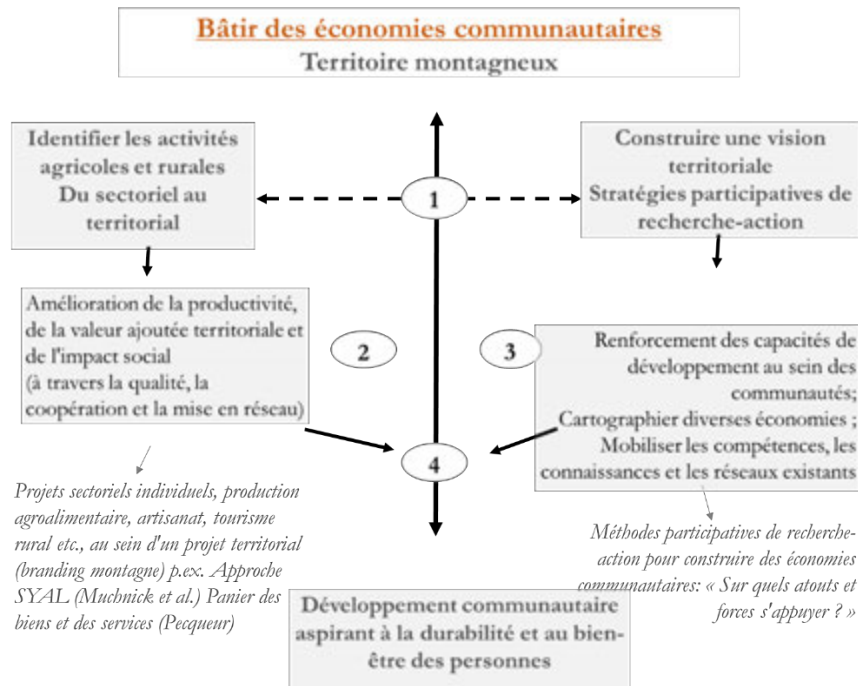 Bâtir des économies communautaires
Territoire montagneux
Identifier les activités
agricoles et rurales
Du sectoriel au
territorial
1
Construire une vision
territoriale
Stratégies participatives de
recherche-action
Amélioration de la productivité,
de la valeur ajoutée territoriale et
de l'impact social
(à travers la qualité, la
coopération et la mise en réseau)
2
3
Renforcement des capacités de
développement au sein des
communautés;
Cartographier diverses économies ;
Mobiliser les compétences, les
connaissances et les réseaux existants
4
Projets sectoriels individuels, production
agroalimentaire, artisanat, tourisme
rural etc., au sein d'un projet territorial
(branding montagne) p.ex. Approche
SYAL (Muchnick et al.) Panier des
biens et des services (Pecqueur)
Méthodes participatives de recherche-
action pour construire des économies
communautaires: « Sur quels atouts et
forces s'appuyer ? »
Développement communautaire
aspirant à la durabilité et au bien-
être des personnes